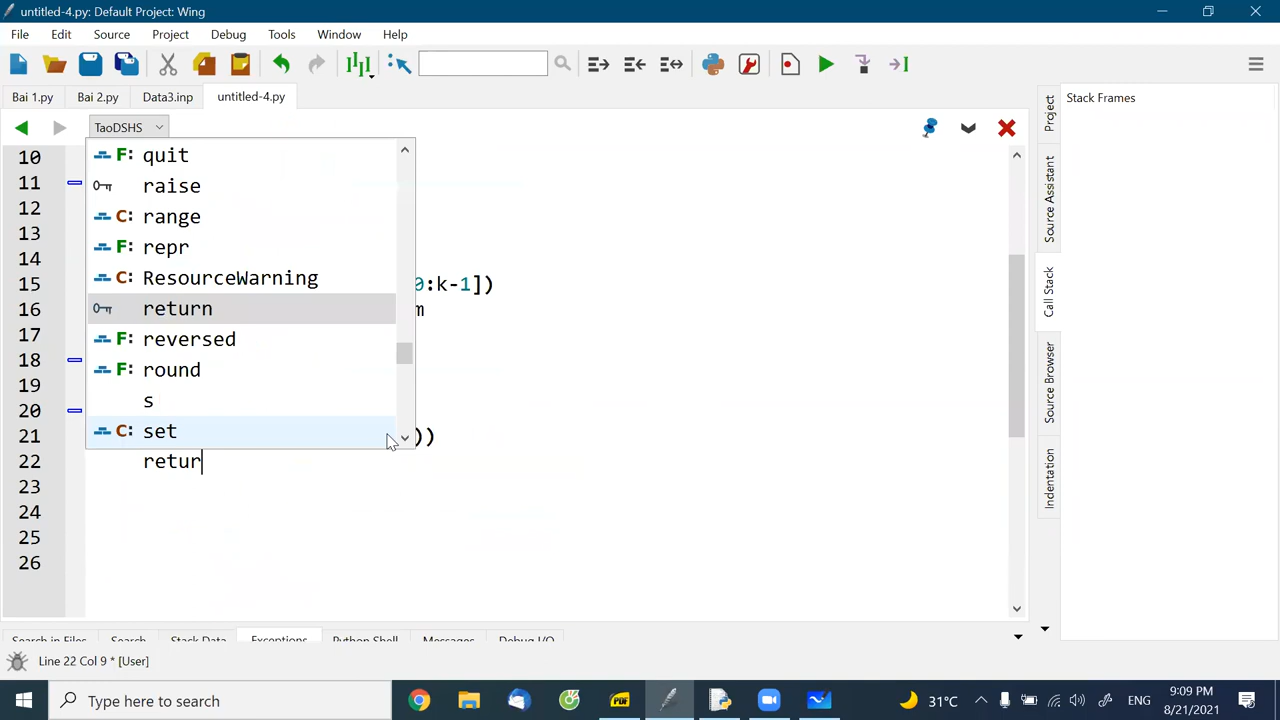 untitled-4.py: Default Project: Wing
File Edit Source Project Debug Tools Window Help
Bai 1.py Bai 2.py Data3.inp untitled-4.py
Stack Frames
TaoDSHS
10
11
12
13
14
15 0:k-1])
16 m
17
18
19
20
21 ))
22 retur
23
24
25
26
F: quit
raise
C: range
F: repr
C: ResourceWarning
return
F: reversed
F: round
s
C: set
Project
Source Assistant
Call Stack
Source Browser
Indentation
Search in Files Search Stack Data Exceptions Python Shell Messages Debug I/O
Line 22 Col 9 * [User]
Type here to search
PDF
31°C
ENG
9:09 PM
8/21/2021